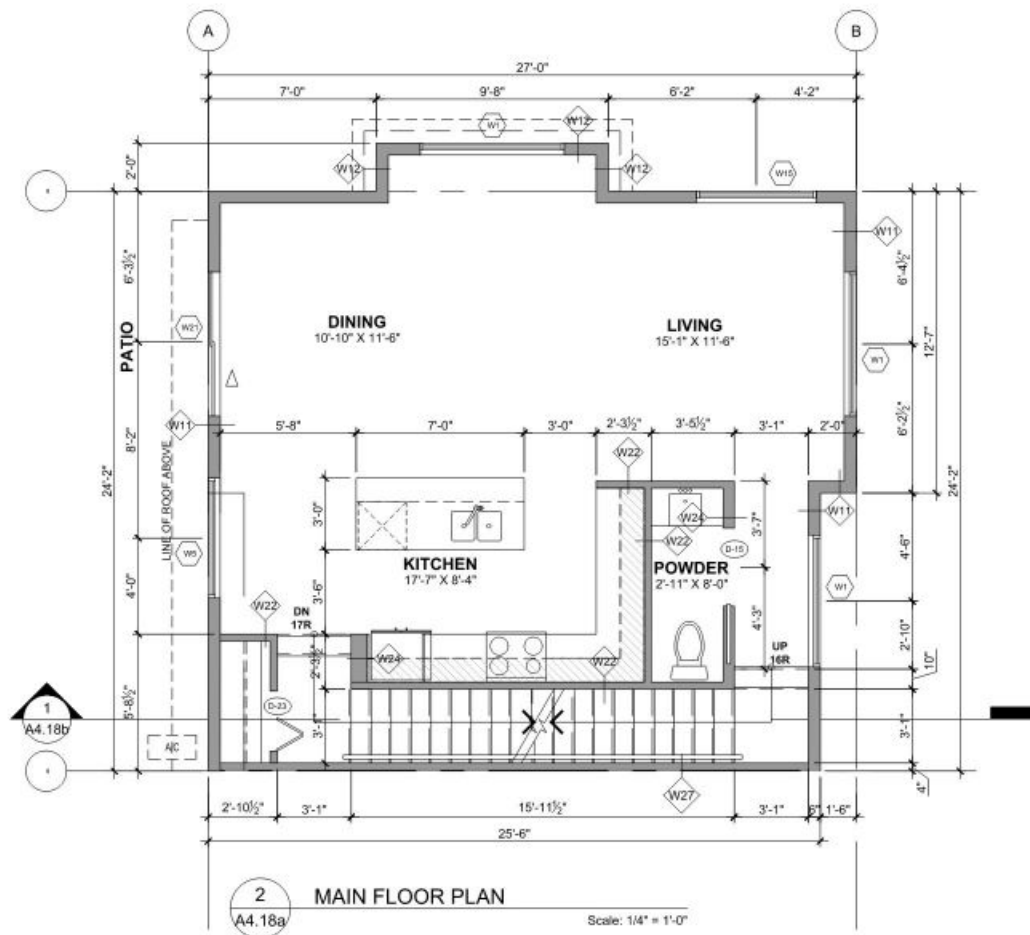 A
B
27'-0"
7'-0"
9'-8"
6'-2"
4'-2"
W1
W12
W12
W12
2'-0"
W15
W11
6'-3½"
6'-4½"
12'-7"
PATIO
W21
DINING
10'-10" X 11'-6"
LIVING
15'-1" X 11'-6"
W1
W11
8'-2"
6'-2½"
5'-8"
7'-0"
3'-0"
2'-3½"
3'-5½"
3'-1"
2'-0"
W22
24'-2"
24'-2"
LINE OF ROOF ABOVE
3'-0"
W24
W11
W22
D-15
3'-7"
4'-6"
W5
KITCHEN
17'-7" X 8'-4"
POWDER
2'-11" X 8'-0"
W1
4'-0"
3'-6"
W22
DN
17R
4'-3"
2'-10"
UP
16R
W24
W22
2'-3½"
10"
5'-8½"
1
A4.18b
D-23
3'-1"
3'-1"
A/C
W27
4"
2'-10½"
3'-1"
15'-11½"
3'-1"
6"
1'-6"
25'-6"
2
A4.18a
MAIN FLOOR PLAN
Scale: 1/4" = 1'-0"